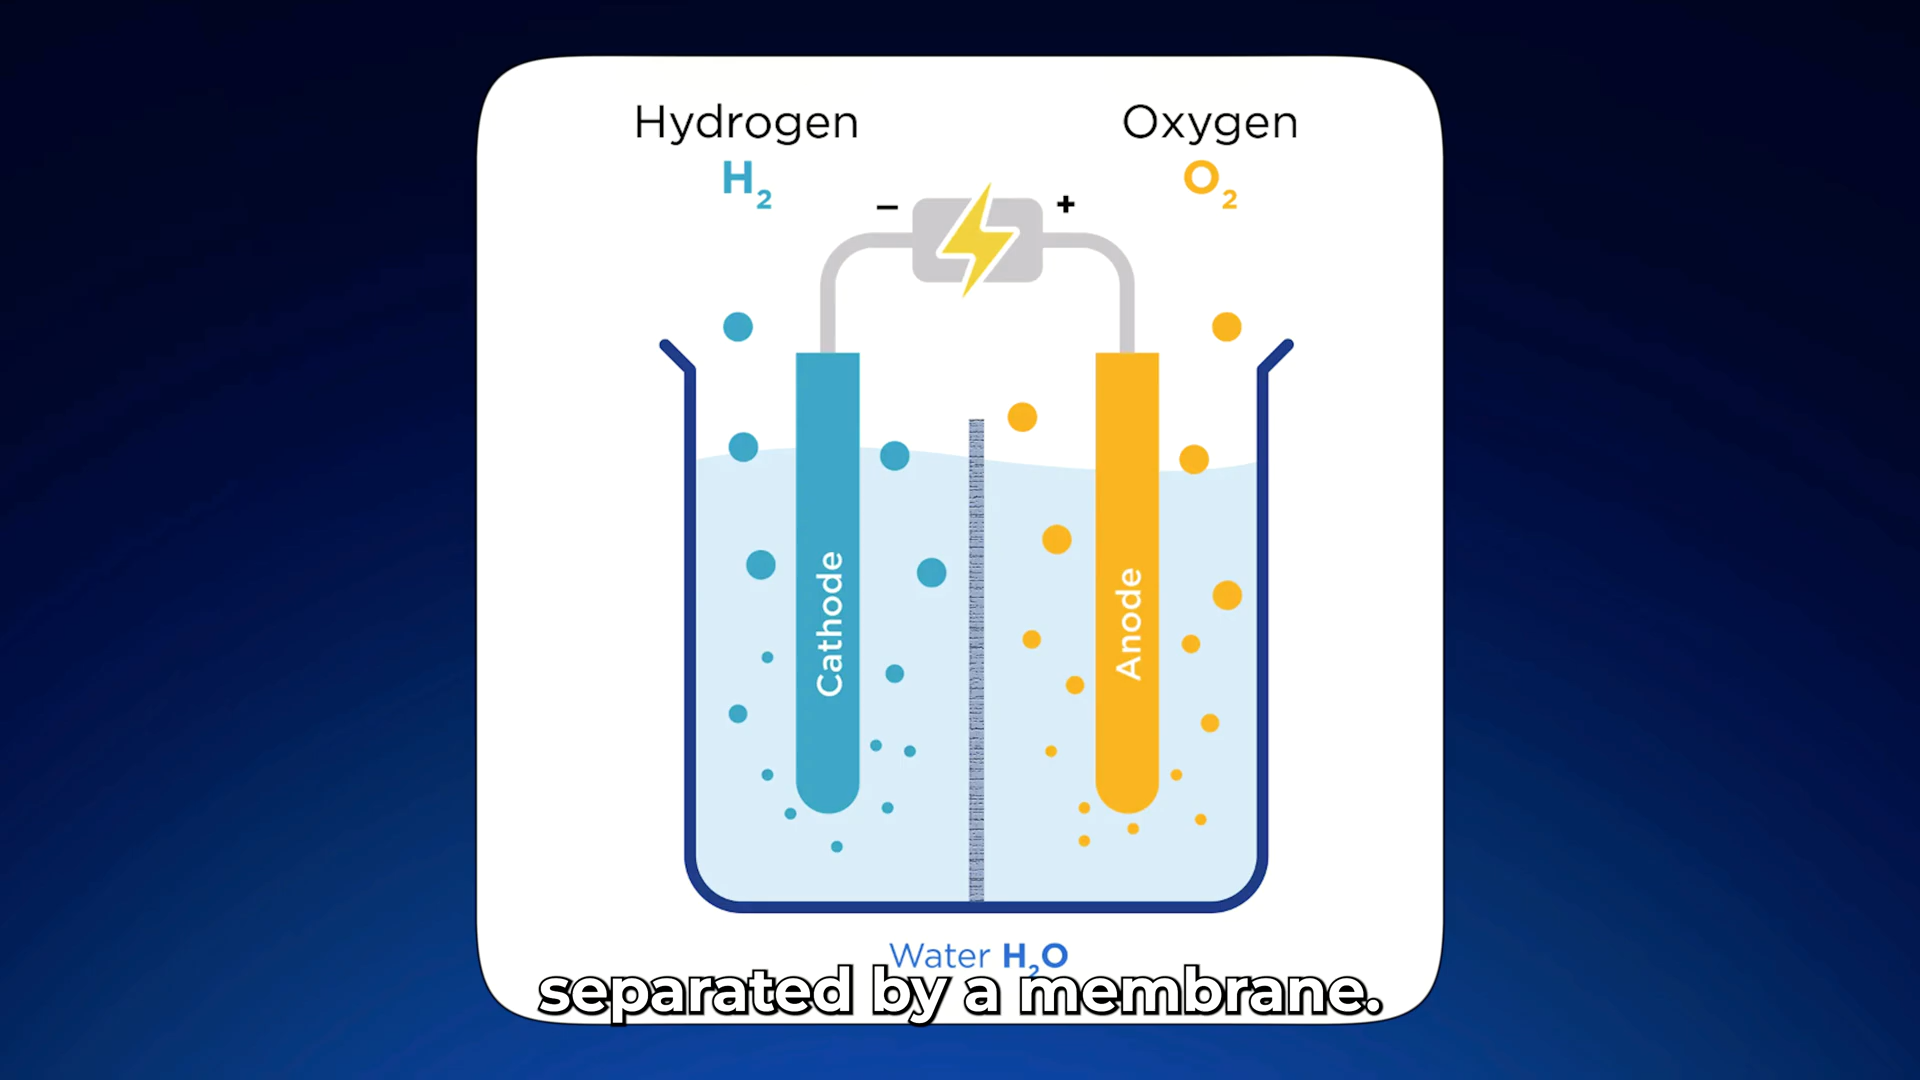 Hydrogen
H₂
Oxygen
O₂
−
+
Cathode
Anode
Water H₂O
separated by a membrane.